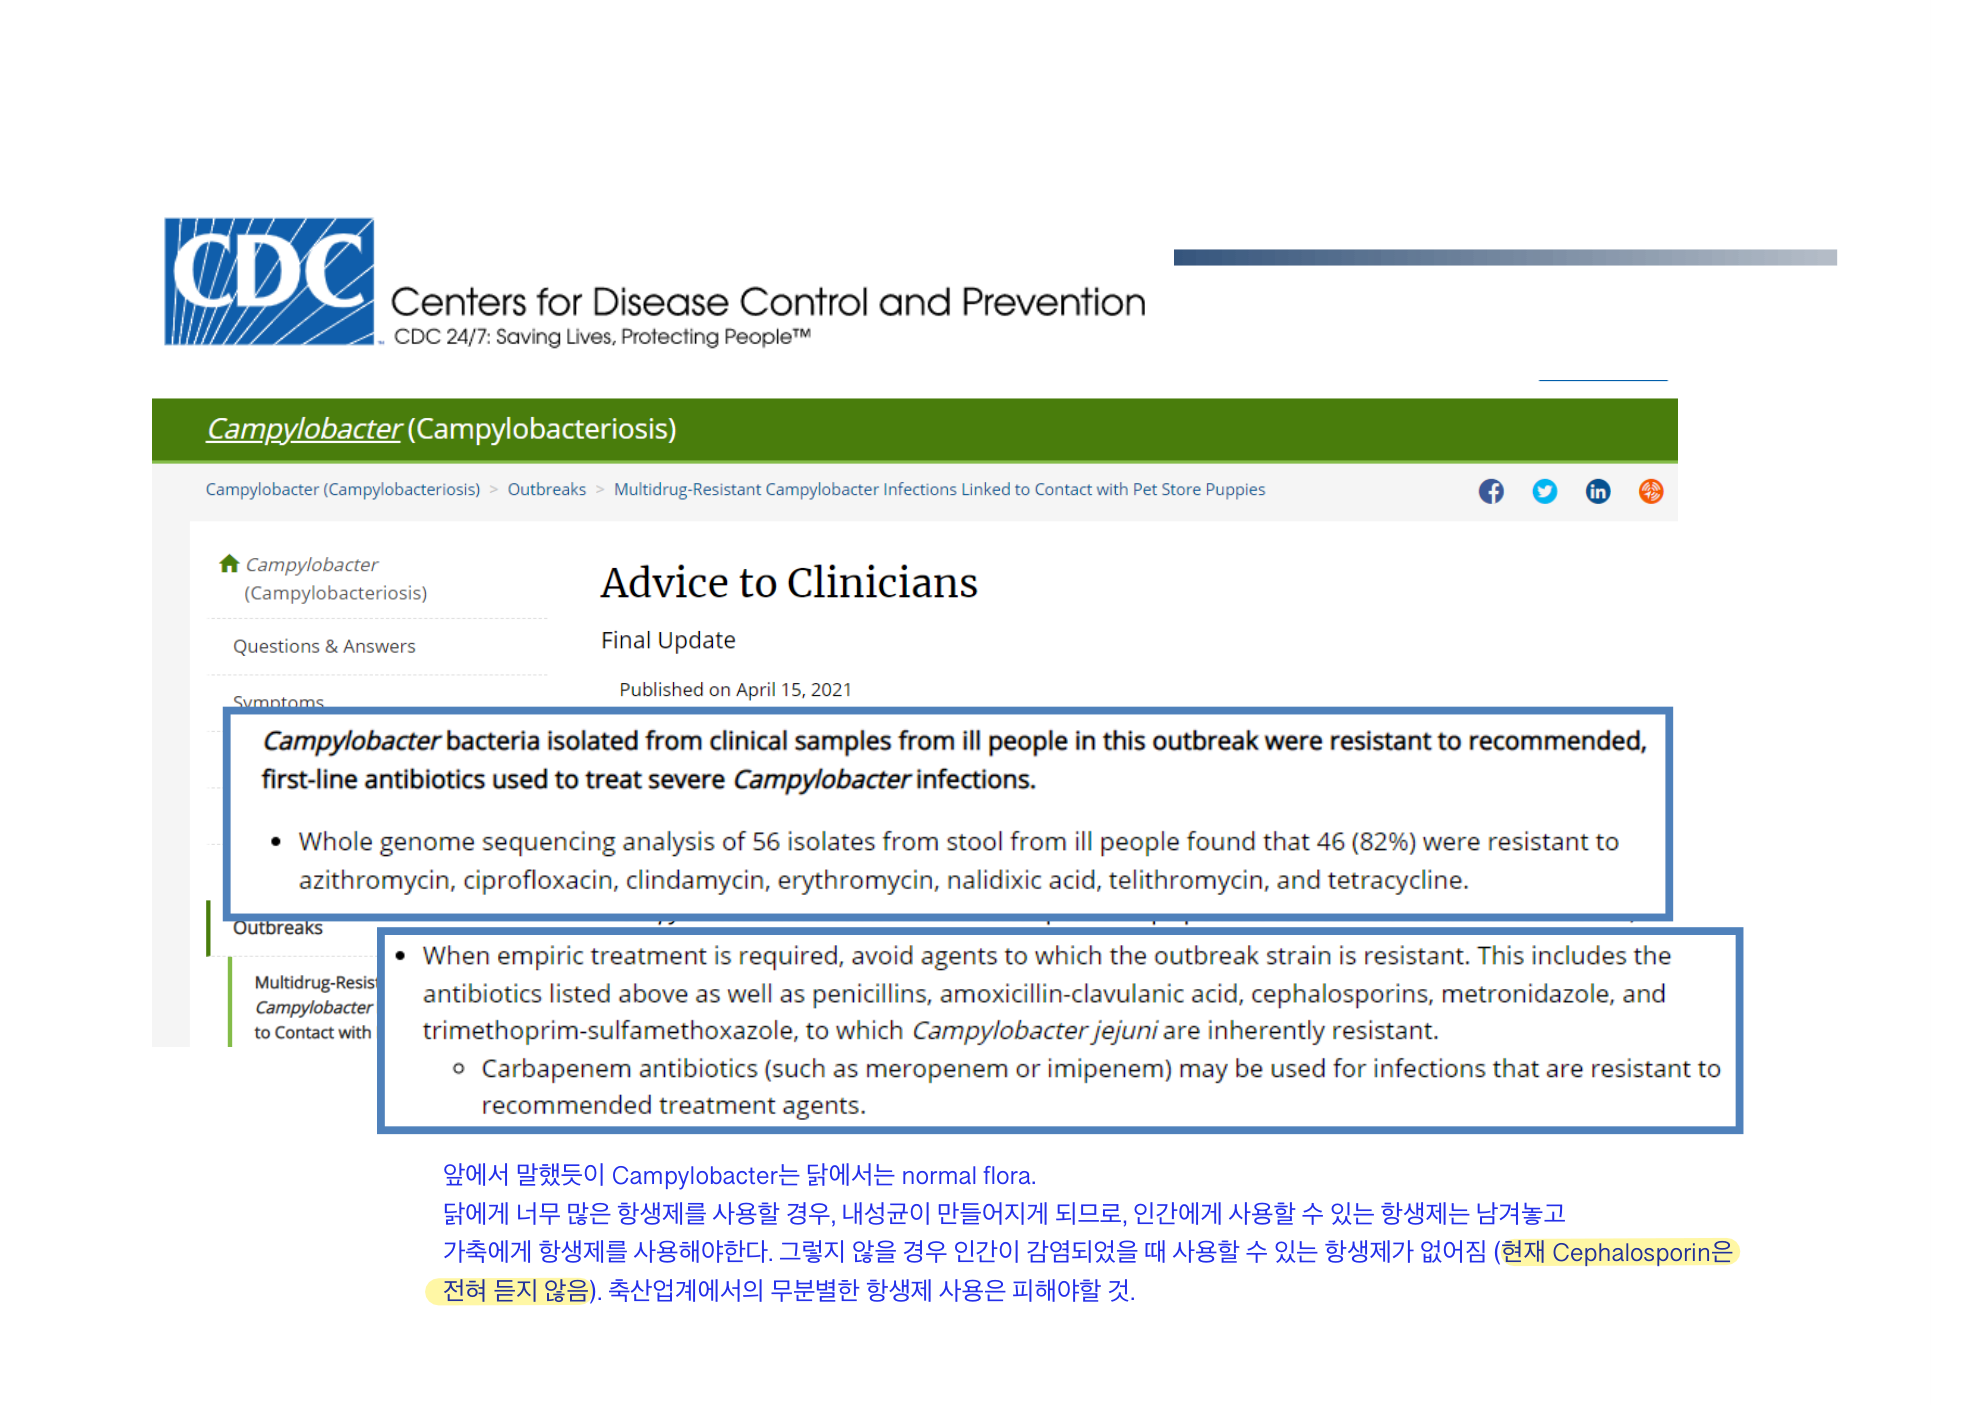 CDC
Centers for Disease Control and Prevention
CDC 24/7: Saving Lives, Protecting People™
Campylobacter (Campylobacteriosis)
Campylobacter (Campylobacteriosis) > Outbreaks > Multidrug-Resistant Campylobacter Infections Linked to Contact with Pet Store Puppies
Campylobacter
(Campylobacteriosis)
Questions & Answers
Symptoms
Advice to Clinicians
Final Update
Published on April 15, 2021
Campylobacter bacteria isolated from clinical samples from ill people in this outbreak were resistant to recommended,
first-line antibiotics used to treat severe Campylobacter infections.
• Whole genome sequencing analysis of 56 isolates from stool from ill people found that 46 (82%) were resistant to
azithromycin, ciprofloxacin, clindamycin, erythromycin, nalidixic acid, telithromycin, and tetracycline.
Outbreaks
Multidrug-Resist
Campylobacter
to Contact with
• When empiric treatment is required, avoid agents to which the outbreak strain is resistant. This includes the
antibiotics listed above as well as penicillins, amoxicillin-clavulanic acid, cephalosporins, metronidazole, and
trimethoprim-sulfamethoxazole, to which Campylobacter jejuni are inherently resistant.
○ Carbapenem antibiotics (such as meropenem or imipenem) may be used for infections that are resistant to
recommended treatment agents.
앞에서 말했듯이 Campylobacter는 닭에서는 normal flora.
닭에게 너무 많은 항생제를 사용할 경우, 내성균이 만들어지게 되므로, 인간에게 사용할 수 있는 항생제는 남겨놓고
가축에게 항생제를 사용해야한다. 그렇지 않을 경우 인간이 감염되었을 때 사용할 수 있는 항생제가 없어짐 (현재 Cephalosporin은
전혀 듣지 않음). 축산업계에서의 무분별한 항생제 사용은 피해야할 것.